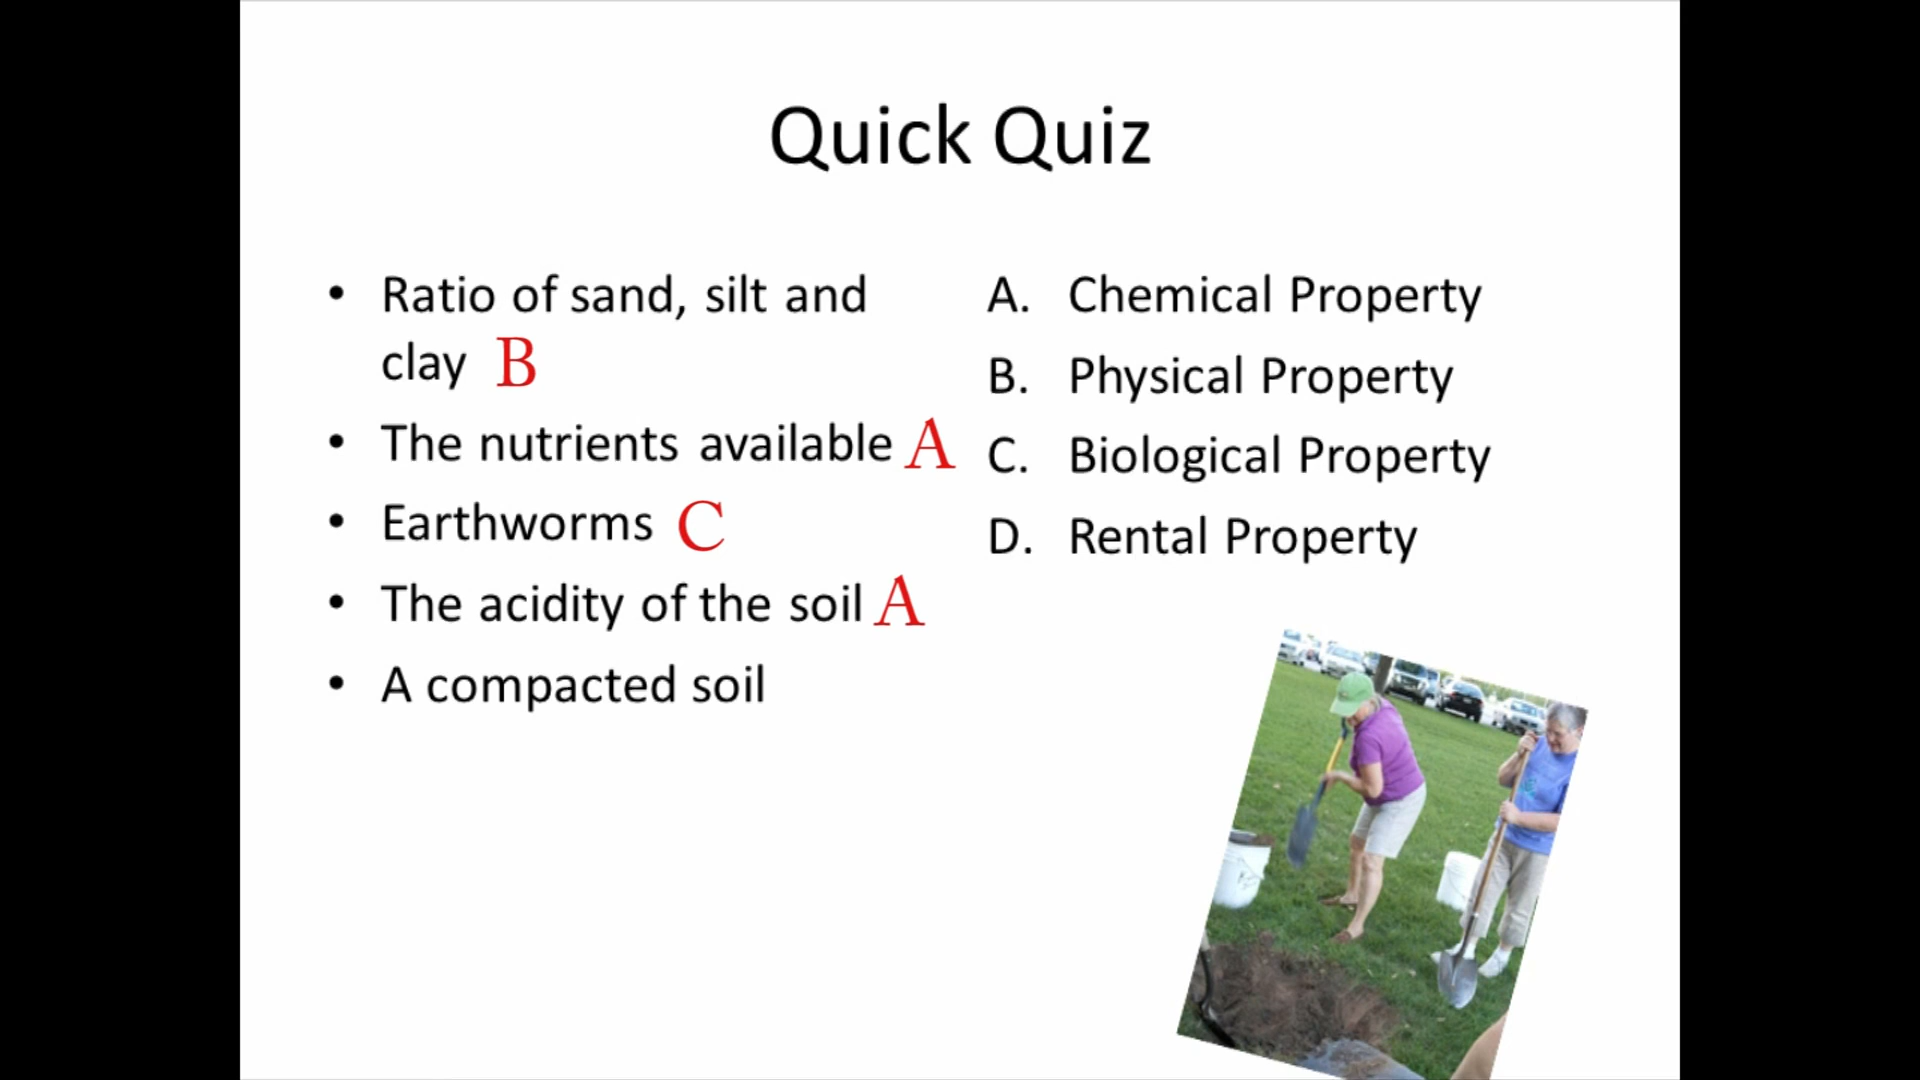 Quick Quiz
• Ratio of sand, silt and
clay B
• The nutrients available A
• Earthworms C
• The acidity of the soil A
• A compacted soil
A. Chemical Property
B. Physical Property
C. Biological Property
D. Rental Property